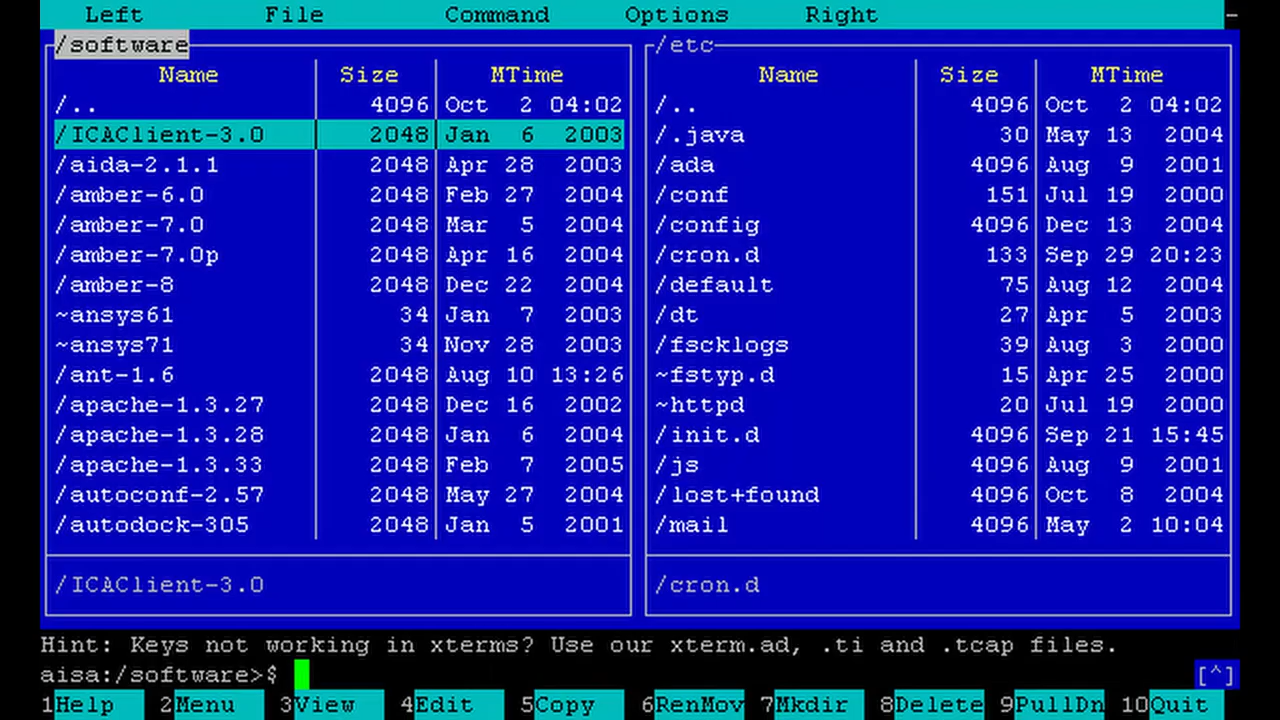 Left File Command Options Right
/software /etc
Name Size MTime Name Size MTime
/.. 4096 Oct 2 04:02 /.. 4096 Oct 2 04:02
/ICAClient-3.0 2048 Jan 6 2003 /.java 30 May 13 2004
/aida-2.1.1 2048 Apr 28 2003 /ada 4096 Aug 9 2001
/amber-6.0 2048 Feb 27 2004 /conf 151 Jul 19 2000
/amber-7.0 2048 Mar 5 2004 /config 4096 Dec 13 2004
/amber-7.0p 2048 Apr 16 2004 /cron.d 133 Sep 29 20:23
/amber-8 2048 Dec 22 2004 /default 75 Aug 12 2004
~ansys61 34 Jan 7 2003 /dt 27 Apr 5 2003
~ansys71 34 Nov 28 2003 /fscklogs 39 Aug 3 2000
/ant-1.6 2048 Aug 10 13:26 ~fstyp.d 15 Apr 25 2000
/apache-1.3.27 2048 Dec 16 2002 ~httpd 20 Jul 19 2000
/apache-1.3.28 2048 Jan 6 2004 /init.d 4096 Sep 21 15:45
/apache-1.3.33 2048 Feb 7 2005 /js 4096 Aug 9 2001
/autoconf-2.57 2048 May 27 2004 /lost+found 4096 Oct 8 2004
/autodock-305 2048 Jan 5 2001 /mail 4096 May 2 10:04
/ICAClient-3.0 /cron.d
Hint: Keys not working in xterms? Use our xterm.ad, .ti and .tcap files.
aisa:/software>$ [^]
1Help 2Menu 3View 4Edit 5Copy 6RenMov 7Mkdir 8Delete 9PullDn 10Quit